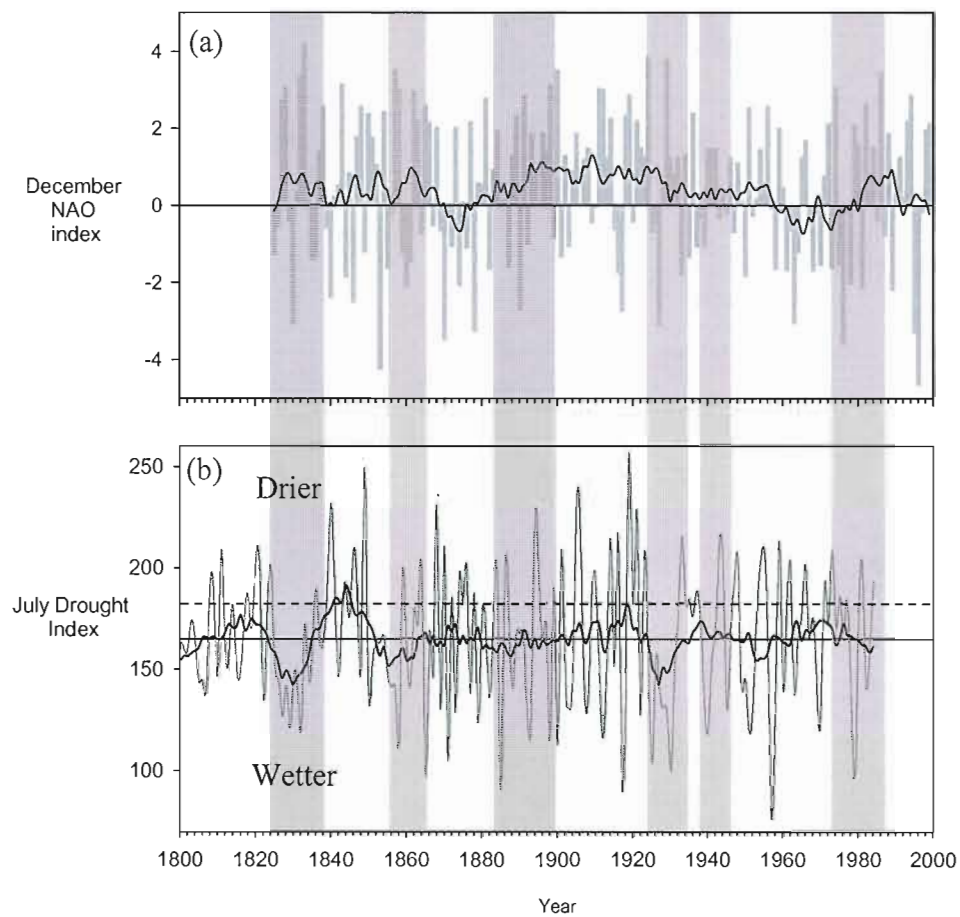 (a)
4
2
0
-2
-4
December
NAO
index
(b)
250
200
150
100
Drier
Wetter
July Drought
Index
1800 1820 1840 1860 1880 1900 1920 1940 1960 1980 2000
Year